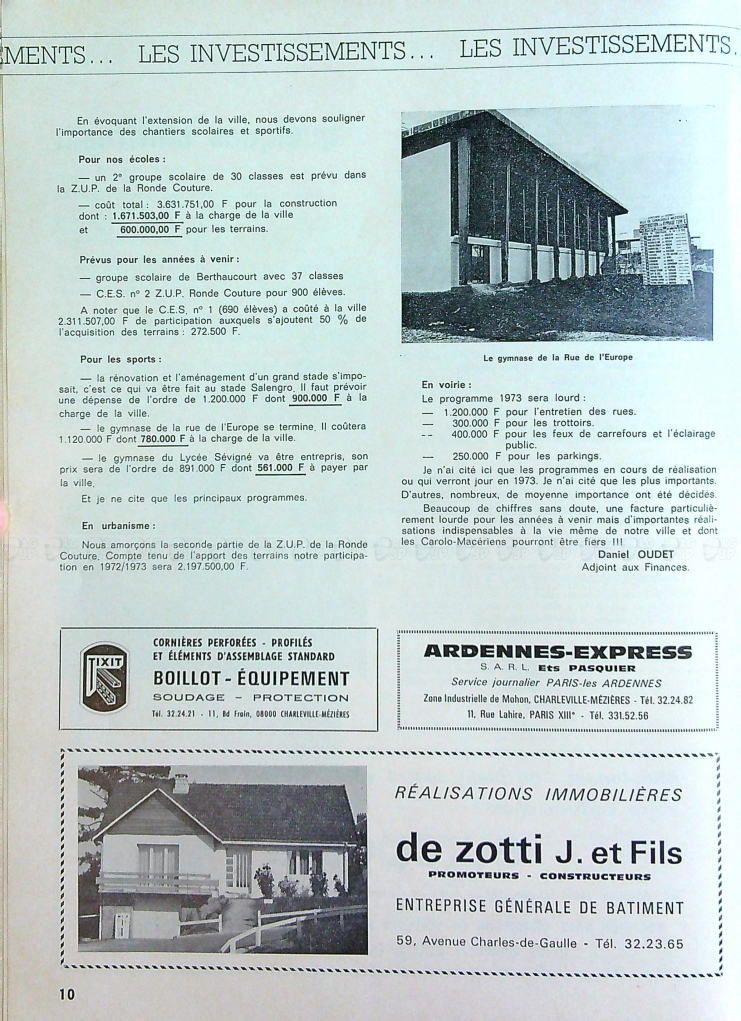 EMENTS... LES INVESTISSEMENTS... LES INVESTISSEMENTS.
En évoquant l'extension de la ville, nous devons souligner
l'importance des chantiers scolaires et sportifs.
Pour nos écoles :
— un 2e groupe scolaire de 30 classes est prévu dans
la Z.U.P. de la Ronde Couture.
— coût total : 3.631.751,00 F pour la construction
dont : 1.671.503,00 F à la charge de la ville
et 600.000,00 F pour les terrains.
Prévus pour les années à venir :
— groupe scolaire de Berthaucourt avec 37 classes
— C.E.S. n° 2 Z.U.P. Ronde Couture pour 900 élèves.
A noter que le C.E.S. n° 1 (690 élèves) a coûté à la ville
2.311.507,00 F de participation auxquels s'ajoutent 50 % de
l'acquisition des terrains : 272.500 F.
Pour les sports :
— la rénovation et l'aménagement d'un grand stade s'impo-
sait, c'est ce qui va être fait au stade Salengro. Il faut prévoir
une dépense de l'ordre de 1.200.000 F dont 900.000 F à la
charge de la ville.
— le gymnase de la rue de l'Europe se termine. Il coûtera
1.120.000 F dont 780.000 F à la charge de la ville.
— le gymnase du Lycée Sévigné va être entrepris, son
prix sera de l'ordre de 891.000 F dont 561.000 F à payer par
la ville.
Et je ne cite que les principaux programmes.
En urbanisme :
Nous amorçons la seconde partie de la Z.U.P. de la Ronde
Couture. Compte tenu de l'apport des terrains notre participa-
tion en 1972/1973 sera 2.197.500,00 F.
Le gymnase de la Rue de l'Europe
En voirie :
Le programme 1973 sera lourd :
— 1.200.000 F pour l'entretien des rues.
— 300.000 F pour les trottoirs.
-- 400.000 F pour les feux de carrefours et l'éclairage
public.
— 250.000 F pour les parkings.
Je n'ai cité ici que les programmes en cours de réalisation
ou qui verront jour en 1973. Je n'ai cité que les plus importants.
D'autres, nombreux, de moyenne importance ont été décidés.
Beaucoup de chiffres sans doute, une facture particuliè-
rement lourde pour les années à venir mais d'importantes réali-
sations indispensables à la vie même de notre ville et dont
les Carolo-Macériens pourront être fiers !!!
Daniel OUDET
Adjoint aux Finances.
TIXIT
CORNIÈRES PERFORÉES - PROFILÉS
ET ÉLÉMENTS D'ASSEMBLAGE STANDARD
BOILLOT - ÉQUIPEMENT
SOUDAGE - PROTECTION
Tél. 32.24.21 - 11, Bd Froin, 08000 CHARLEVILLE-MÉZIÈRES
ARDENNES-EXPRESS
S. A. R. L. Ets PASQUIER
Service journalier PARIS-les ARDENNES
Zone Industrielle de Mohon, CHARLEVILLE-MÉZIÈRES - Tél. 32.24.82
11, Rue Lahire, PARIS XIIIe - Tél. 331.52.56
RÉALISATIONS IMMOBILIÈRES
de zotti J. et Fils
PROMOTEURS - CONSTRUCTEURS
ENTREPRISE GÉNÉRALE DE BATIMENT
59, Avenue Charles-de-Gaulle - Tél. 32.23.65
10